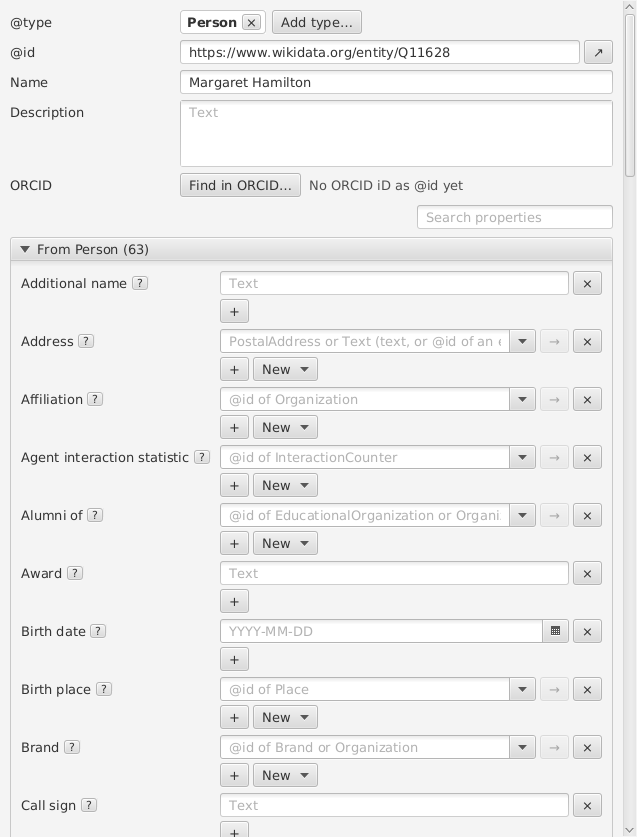 @type Person × Add type...
@id https://www.wikidata.org/entity/Q11628 ↗
Name Margaret Hamilton
Description Text
ORCID Find in ORCID... No ORCID iD as @id yet
Search properties
From Person (63)
Additional name ? Text ×
+
Address ? PostalAddress or Text (text, or @id of an e → ×
+ New
Affiliation ? @id of Organization → ×
+ New
Agent interaction statistic ? @id of InteractionCounter → ×
+ New
Alumni of ? @id of EducationalOrganization or Organi → ×
+ New
Award ? Text ×
+
Birth date ? YYYY-MM-DD ×
+
Birth place ? @id of Place → ×
+ New
Brand ? @id of Brand or Organization → ×
+ New
Call sign ? Text ×
+